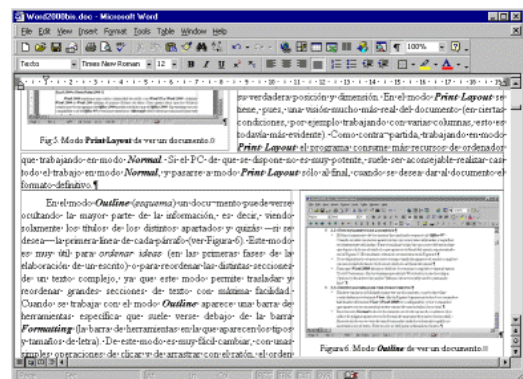 Word2000bis.doc - Microsoft Word
File Edit View Insert Format Tools Table Window Help
100%
Texto Times New Roman 12 B I U
su verdadera posición y dimensión. En el modo Print Layout se
tiene, pues, una visión mucho más real del documento (en ciertas
condiciones, por ejemplo trabajando con varias columnas, esto es
todavía más evidente). Como contra partida, trabajando en modo
Fig 5. Modo Print Layout de ver un documento.
Print Layout el programa consume más recursos de ordenador
que trabajando en modo Normal. Si el PC de que se dispone no es muy potente, suele ser aconsejable realizar casi
todo el trabajo en modo Normal, y pasarse a modo Print Layout sólo al final, cuando se desea dar al documento el
formato definitivo. ¶
En el modo Outline (esquema) un documento puede verse
ocultando la mayor parte de la información, es decir, viendo
solamente los títulos de los distintos apartados y quizás —si se
desea— la primera línea de cada párrafo (ver Figura 6). Este modo
es muy útil para ordenar ideas (en las primeras fases de la
elaboración de un escrito) o para reordenar las distintas secciones
de un texto complejo, ya que este modo permite trasladar y
reordenar grandes secciones de texto con máxima facilidad.
Cuando se trabaja con el modo Outline aparece una barra de
herramientas específica que suele verse debajo de la barra
Formatting (la barra de herramientas en la que aparecen los tipos
y tamaños de letra). De este modo es muy fácil cambiar, con unas
simples operaciones de clicar y de arrastrar con el ratón, el orden
Figura 6. Modo Outline de ver un documento.